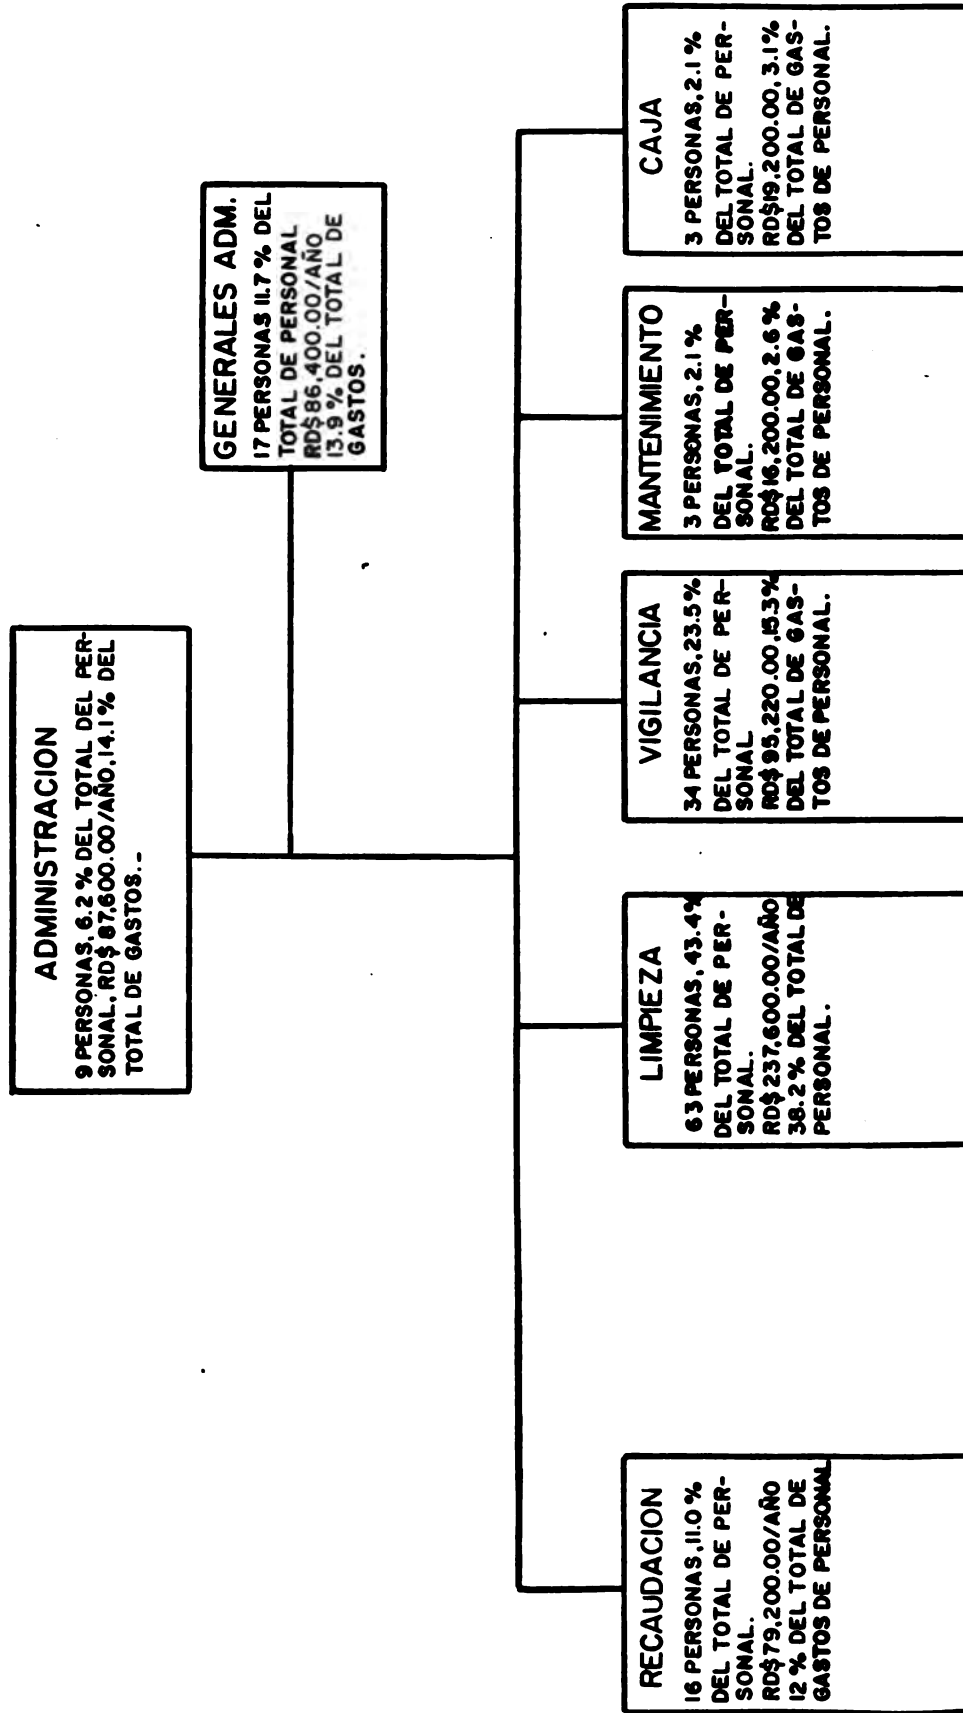 ADMINISTRACION
9 PERSONAS, 6.2 % DEL TOTAL DEL PER-
SONAL, RD$ 87,600.00/AÑO, 14.1 % DEL
TOTAL DE GASTOS..-
GENERALES ADM.
17 PERSONAS 11.7 % DEL
TOTAL DE PERSONAL
RD$86,400.00/AÑO
13.9 % DEL TOTAL DE
GASTOS.
RECAUDACION
16 PERSONAS, 11.0 %
DEL TOTAL DE PER-
SONAL.
RD$79,200.00/AÑO
12 % DEL TOTAL DE
GASTOS DE PERSONAL
LIMPIEZA
63 PERSONAS, 43.4%
DEL TOTAL DE PER-
SONAL.
RD$237,600.00/AÑO
38.2 % DEL TOTAL DE
PERSONAL.
VIGILANCIA
34 PERSONAS, 23.5%
DEL TOTAL DE PER-
SONAL
RD$95,220.00, 15.3%
DEL TOTAL DE GAS-
TOS DE PERSONAL.
MANTENIMIENTO
3 PERSONAS, 2.1 %
DEL TOTAL DE PER-
SONAL.
RD$16,200.00, 2.6 %
DEL TOTAL DE GAS-
TOS DE PERSONAL.
CAJA
3 PERSONAS, 2.1 %
DEL TOTAL DE PER-
SONAL.
RD$19,200.00, 3.1 %
DEL TOTAL DE GAS-
TOS DE PERSONAL.